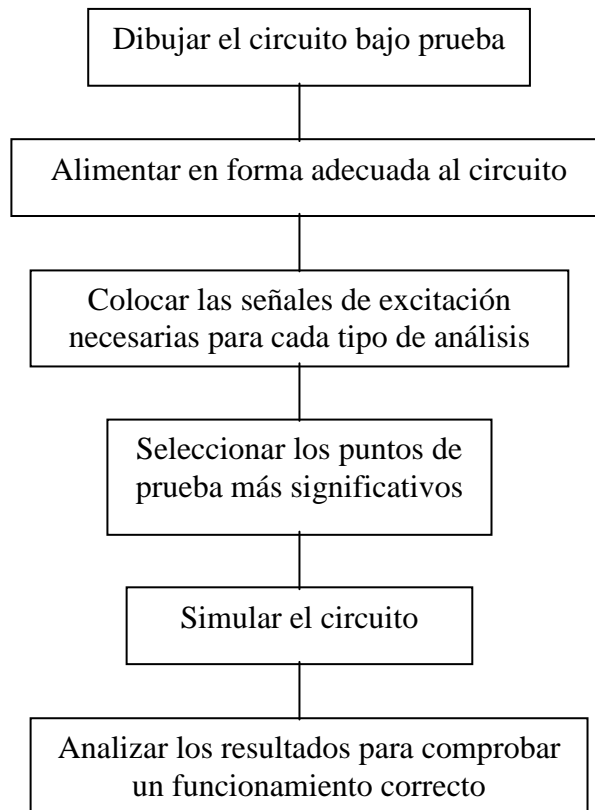 Dibujar el circuito bajo prueba
Alimentar en forma adecuada al circuito
Colocar las señales de excitación
necesarias para cada tipo de análisis
Seleccionar los puntos de
prueba más significativos
Simular el circuito
Analizar los resultados para comprobar
un funcionamiento correcto